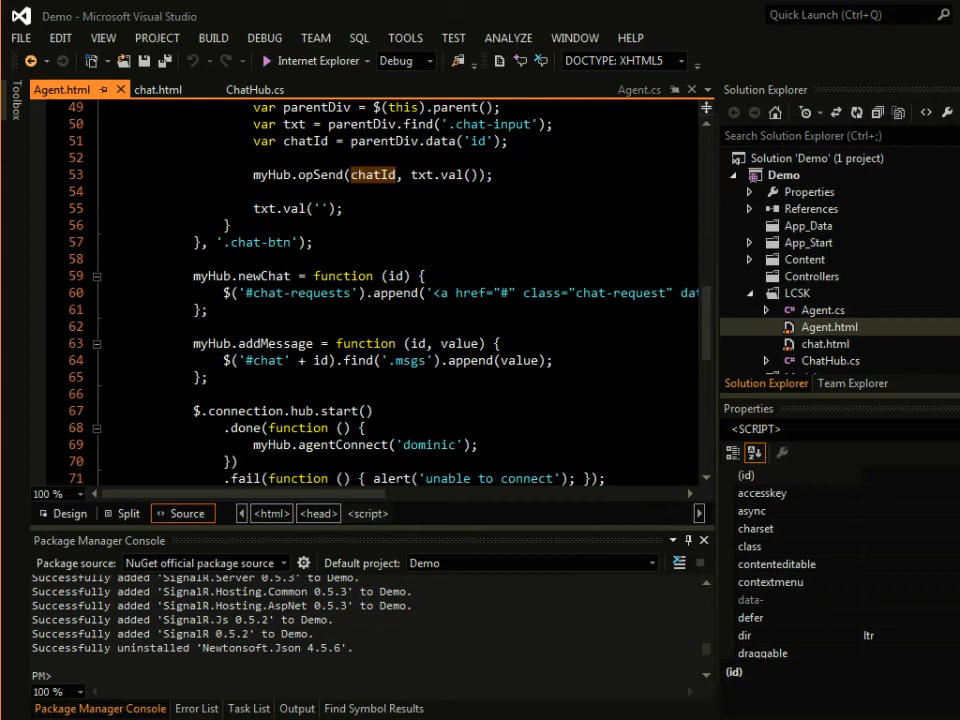 Demo - Microsoft Visual Studio
Quick Launch (Ctrl+Q)
FILE EDIT VIEW PROJECT BUILD DEBUG TEAM SQL TOOLS TEST ANALYZE WINDOW HELP
Internet Explorer Debug DOCTYPE: XHTML5
Toolbox
Agent.html chat.html ChatHub.cs Agent.cs
49 var parentDiv = $(this).parent();
50 var txt = parentDiv.find('.chat-input');
51 var chatId = parentDiv.data('id');
52
53 myHub.opSend(chatId, txt.val());
54
55 txt.val('');
56 }
57 }, '.chat-btn');
58
59 myHub.newChat = function (id) {
60 $('#chat-requests').append('<a href="#" class="chat-request" dat
61 };
62
63 myHub.addMessage = function (id, value) {
64 $('#chat' + id).find('.msgs').append(value);
65 };
66
67 $.connection.hub.start()
68 .done(function () {
69 myHub.agentConnect('dominic');
70 })
71 .fail(function () { alert('unable to connect'); });
100 %
Design Split Source <html> <head> <script>
Package Manager Console
Package source: NuGet official package source Default project: Demo
Successfully added 'SignalR.Server 0.5.3' to Demo.
Successfully added 'SignalR.Hosting.Common 0.5.3' to Demo.
Successfully added 'SignalR.Hosting.AspNet 0.5.3' to Demo.
Successfully added 'SignalR.Js 0.5.2' to Demo.
Successfully added 'SignalR 0.5.2' to Demo.
Successfully uninstalled 'Newtonsoft.Json 4.5.6'.
PM>
100 %
Package Manager Console Error List Task List Output Find Symbol Results
Solution Explorer
Search Solution Explorer (Ctrl+;)
Solution 'Demo' (1 project)
Demo
Properties
References
App_Data
App_Start
Content
Controllers
LCSK
Agent.cs
Agent.html
chat.html
ChatHub.cs
Solution Explorer Team Explorer
Properties
<SCRIPT>
(id)
accesskey
async
charset
class
contenteditable
contextmenu
data-
defer
dir ltr
draggable
(id)